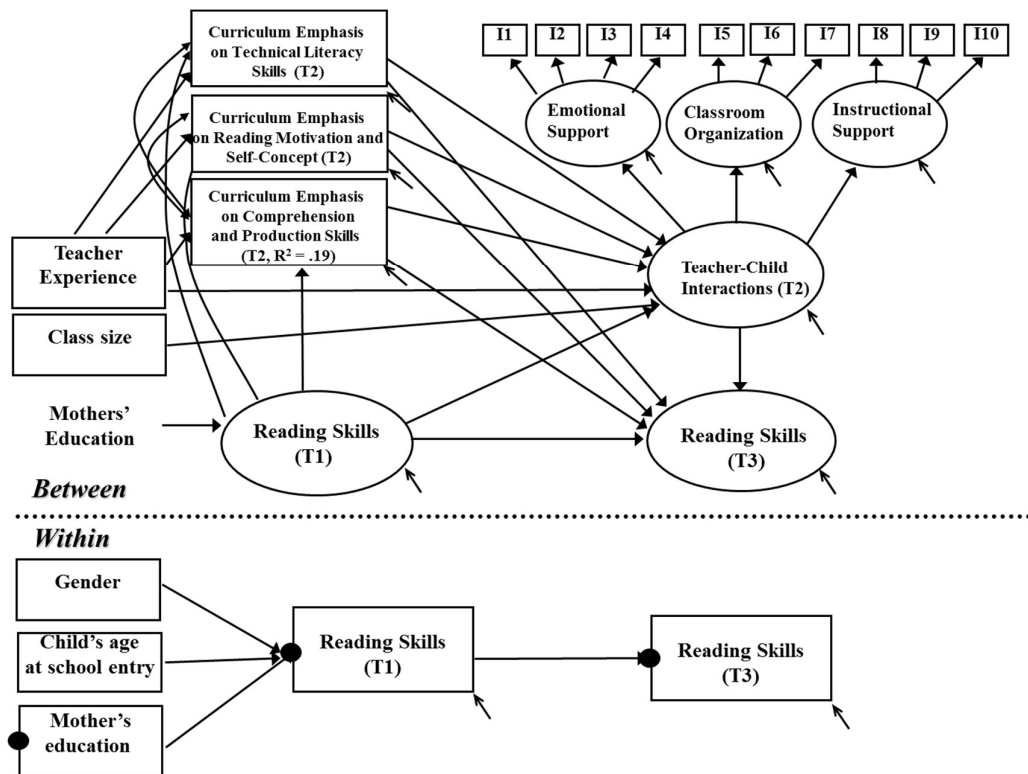 Curriculum Emphasis
on Technical Literacy
Skills (T2)
Curriculum Emphasis
on Reading Motivation and
Self-Concept (T2)
Curriculum Emphasis
on Comprehension
and Production Skills
(T2, R² = .19)
I1
I2
I3
I4
I5
I6
I7
I8
I9
I10
Emotional
Support
Classroom
Organization
Instructional
Support
Teacher
Experience
Class size
Mothers'
Education
Teacher-Child
Interactions (T2)
Reading Skills
(T1)
Reading Skills
(T3)
Between
Within
Gender
Child's age
at school entry
Mother's
education
Reading Skills
(T1)
Reading Skills
(T3)